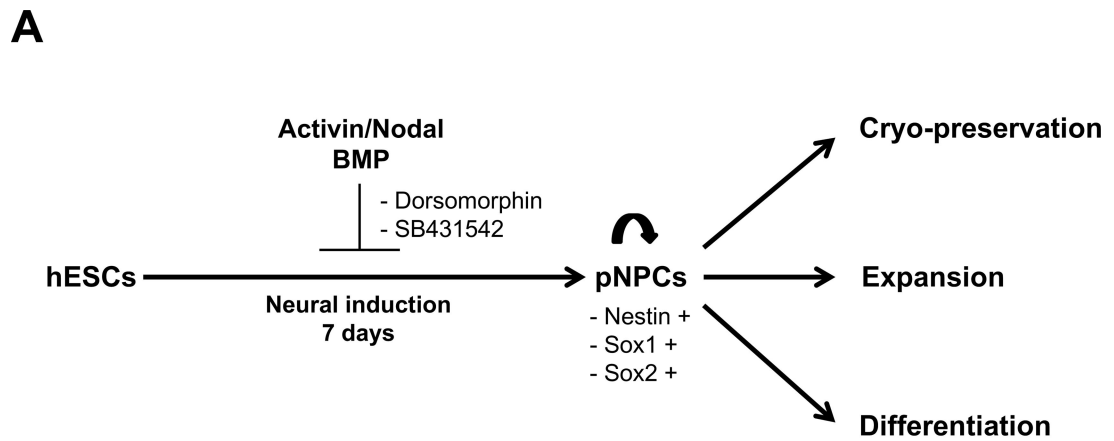 A
Activin/Nodal
BMP
- Dorsomorphin
- SB431542
hESCs
Neural induction
7 days
pNPCs
- Nestin +
- Sox1 +
- Sox2 +
Cryo-preservation
Expansion
Differentiation